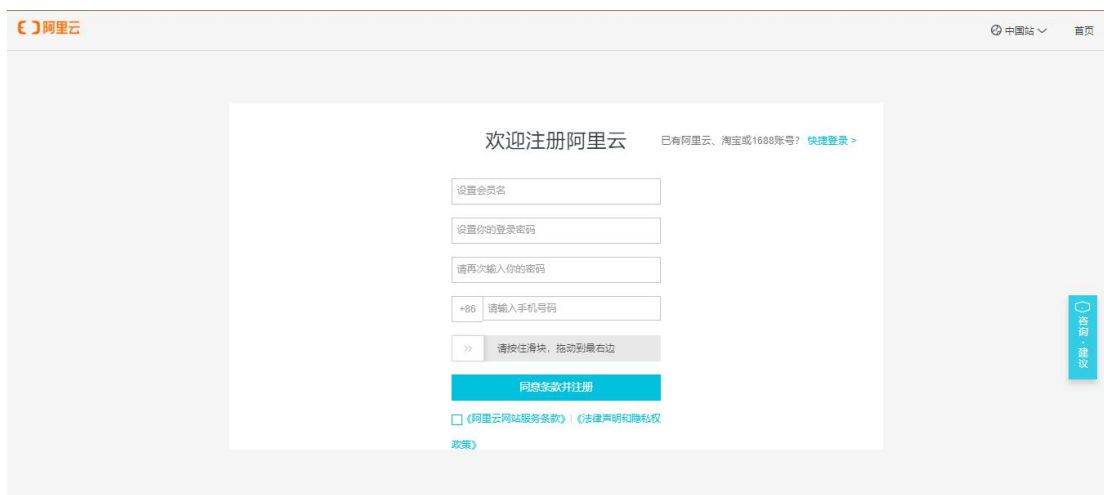 阿里云
中国站
首页
欢迎注册阿里云
已有阿里云、淘宝或1688账号? 快捷登录 >
设置会员名
设置你的登录密码
请再次输入你的密码
+86 请输入手机号码
>> 请按住滑块，拖动到最右边
同意条款并注册
《阿里云网站服务条款》 | 《法律声明和隐私权
政策》
咨询·建议